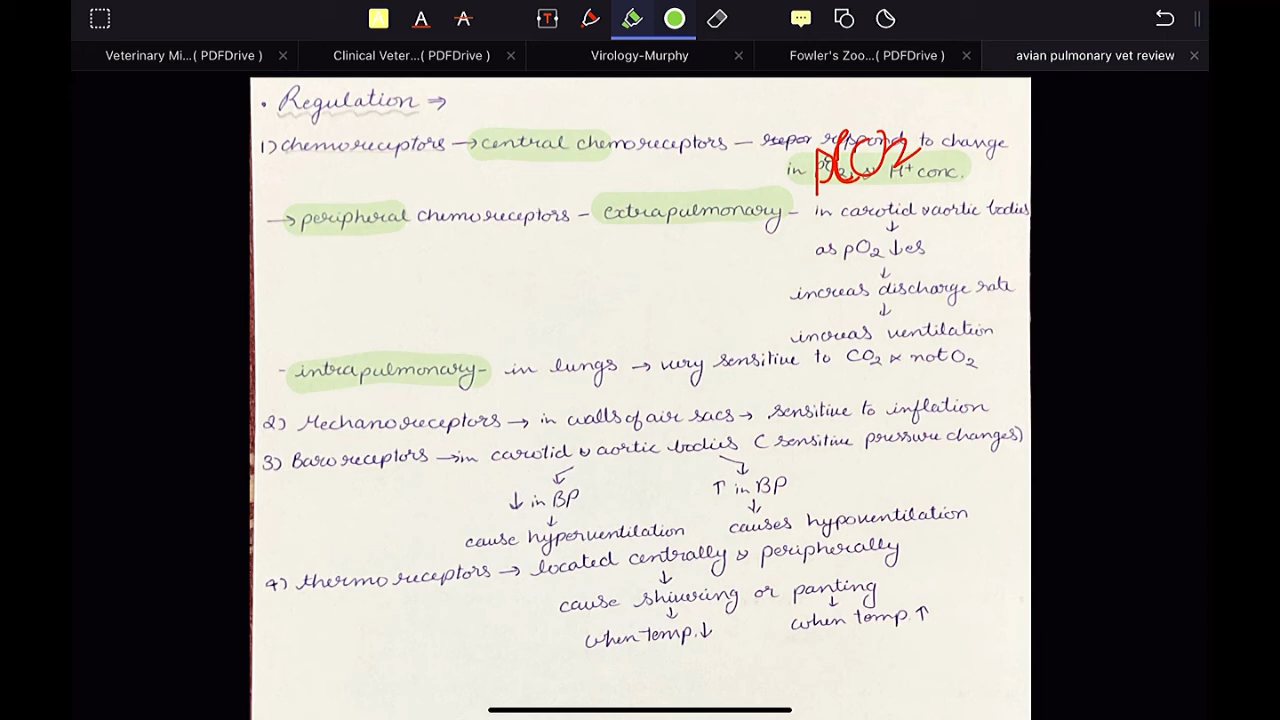 A A A T
Veterinary Mi...( PDFDrive ) ×
Clinical Veter...( PDFDrive ) ×
Virology-Murphy ×
Fowler's Zoo...( PDFDrive ) ×
avian pulmonary vet review ×
• Regulation ⇒
1) chemoreceptors → central chemoreceptors — respond to change
pCO2
in H+ conc.
→ peripheral chemoreceptors - extrapulmonary - in carotid & aortic bodies
↓
as pO2 ↓es
↓
increas discharge rate
↓
increas ventilation
- intrapulmonary - in lungs → very sensitive to CO2 & not O2
2) Mechanoreceptors → in walls of air sacs → sensitive to inflation
3) Baroreceptors → in carotid & aortic bodies ( sensitive pressure changes)
↓ in BP ↑ in BP
↓ ↓
cause hyperventilation causes hypoventilation
4) thermoreceptors → located centrally & peripherally
↓
cause shivering or panting
↓ ↓
when temp. ↓ when temp. ↑